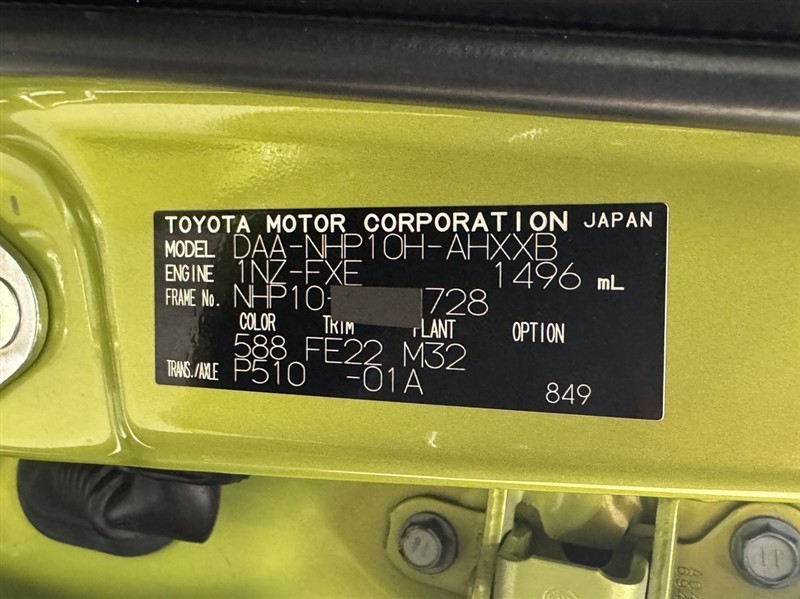 TOYOTA MOTOR CORPORATION JAPAN
MODEL DAA-NHP10H-AHXXB
ENGINE 1NZ-FXE 1496 mL
FRAME No. NHP10- 728
COLOR TRIM PLANT OPTION
588 FE22 M32
TRANS./AXLE P510 -01A 849